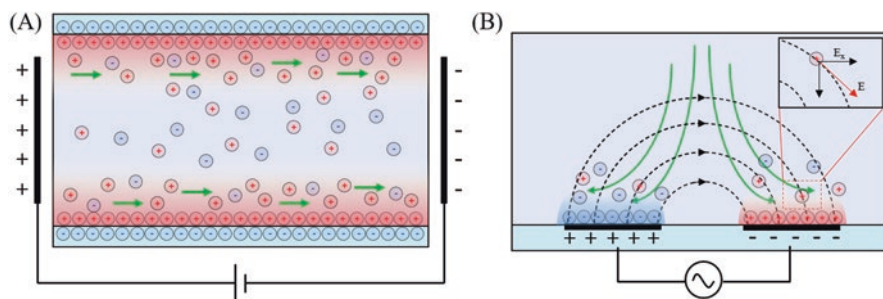 (A)
(B)
+ + + + +
- - - - -
Eₓ
E
+ + + + +
- - - - -